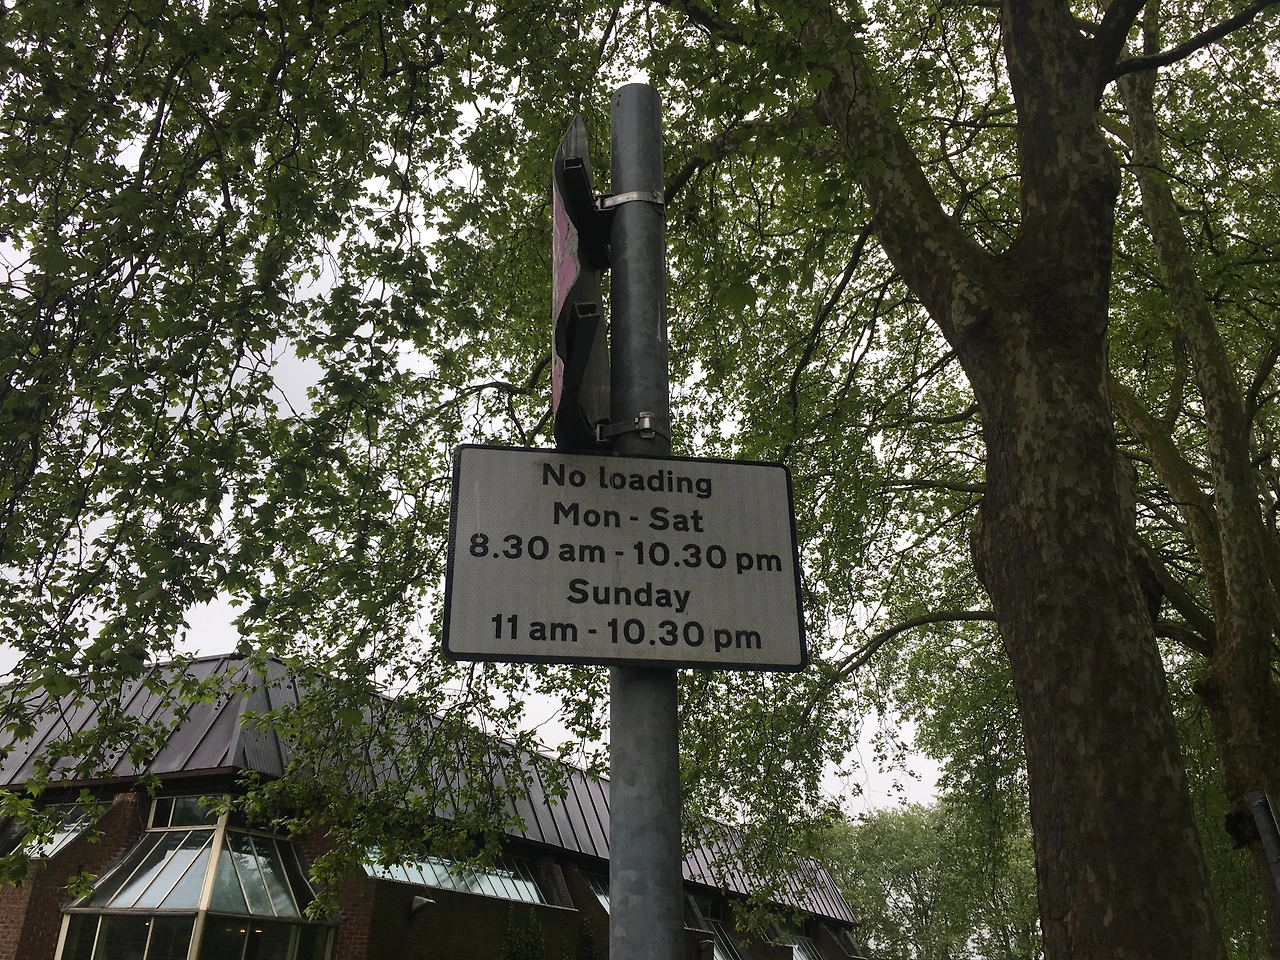 No loading
Mon - Sat
8.30 am - 10.30 pm
Sunday
11 am - 10.30 pm